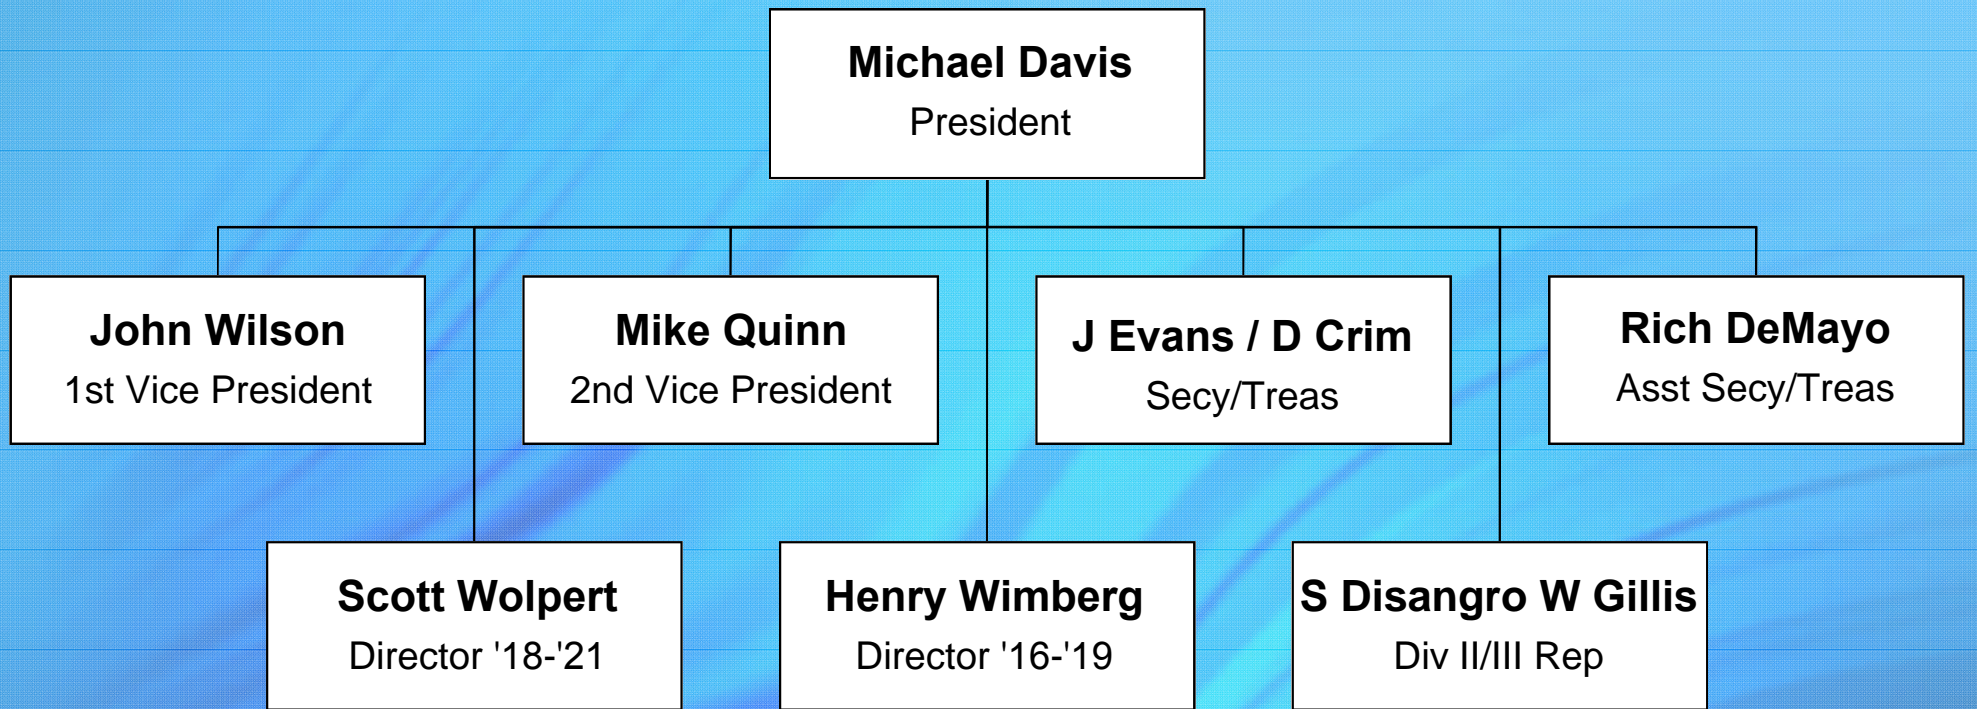 Michael Davis
President
John Wilson
1st Vice President
Mike Quinn
2nd Vice President
J Evans / D Crim
Secy/Treas
Rich DeMayo
Asst Secy/Treas
Scott Wolpert
Director '18-'21
Henry Wimberg
Director '16-'19
S Disangro W Gillis
Div II/III Rep